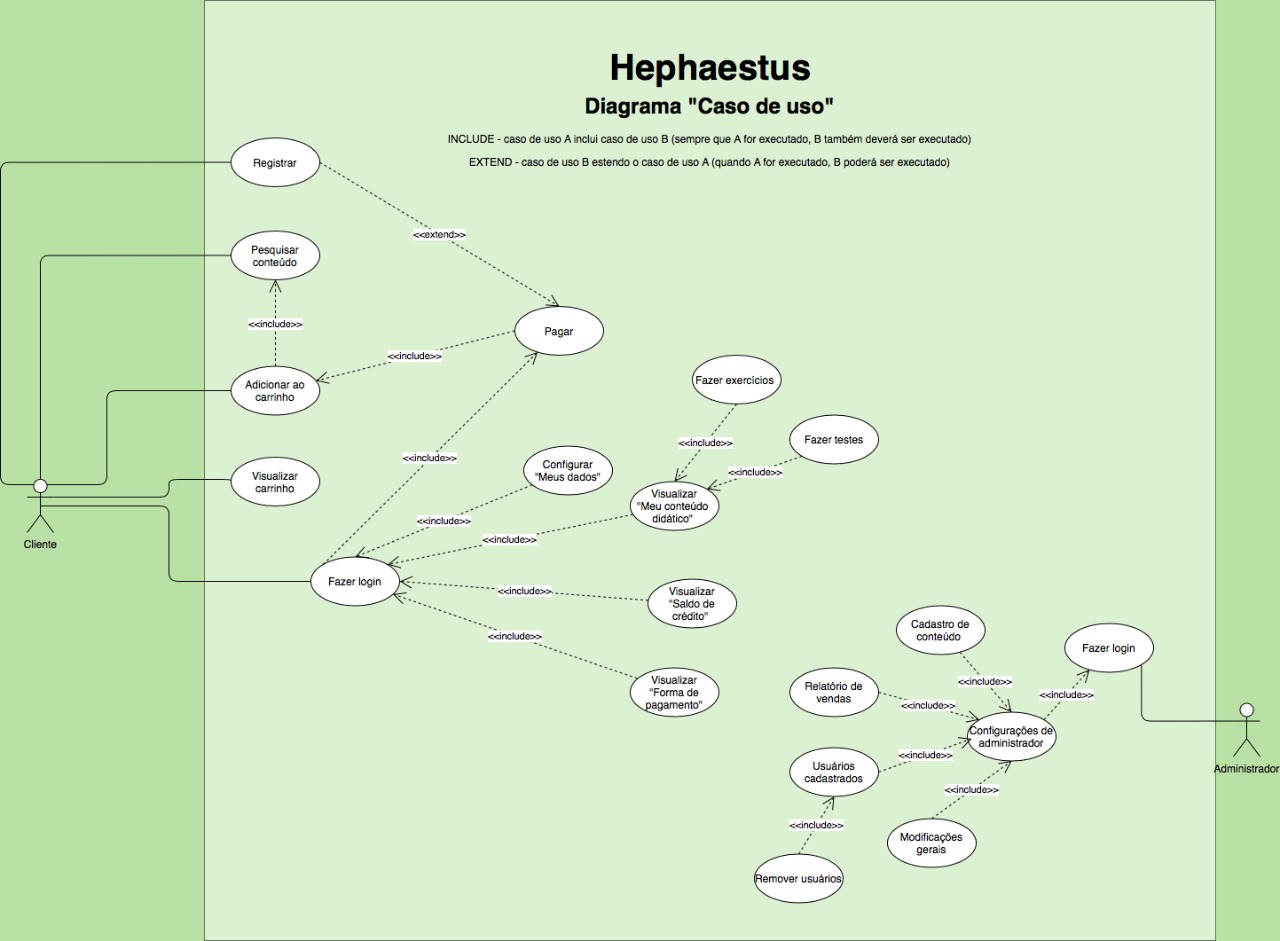 Hephaestus
Diagrama "Caso de uso"
INCLUDE - caso de uso A inclui caso de uso B (sempre que A for executado, B também deverá ser executado)
EXTEND - caso de uso B estendo o caso de uso A (quando A for executado, B poderá ser executado)
Registrar
<<extend>>
Pesquisar
conteúdo
<<include>>
Pagar
<<include>>
Adicionar ao
carrinho
Fazer exercícios
<<include>>
Fazer testes
<<include>>
<<include>>
Configurar
"Meus dados"
Visualizar
carrinho
Visualizar
"Meu conteúdo
didático"
<<include>>
<<include>>
Cliente
Fazer login
<<include>>
Visualizar
"Saldo de
crédito"
<<include>>
Visualizar
"Forma de
pagamento"
Cadastro de
conteúdo
Fazer login
<<include>>
<<include>>
Relatório de
vendas
<<include>>
Configurações de
administrador
<<include>>
Usuários
cadastrados
Administrador
<<include>>
<<include>>
Modificações
gerais
Remover usuários